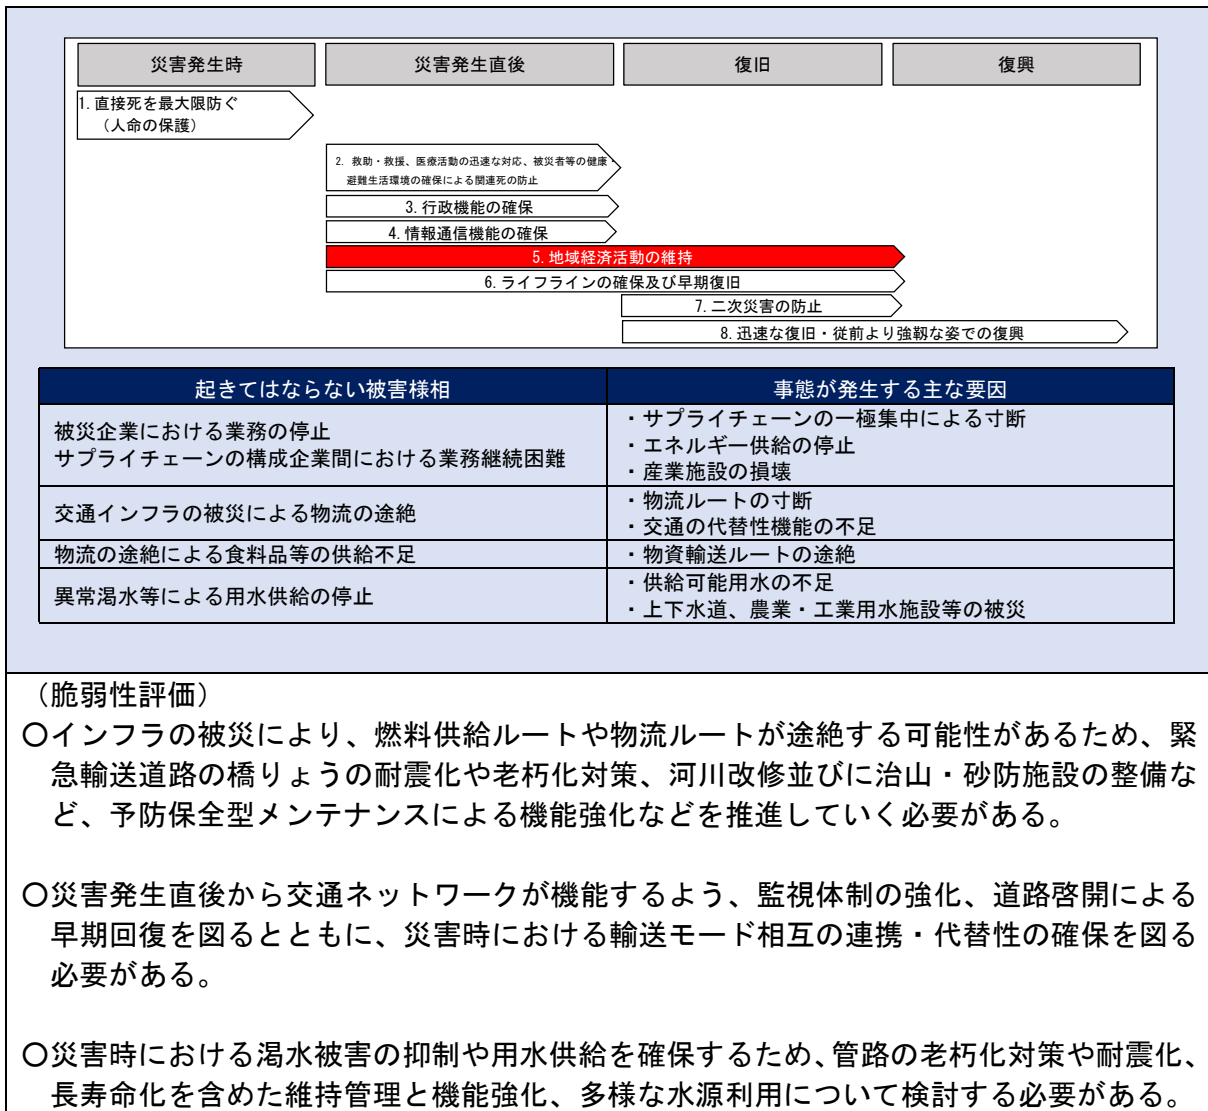 災害発生時
災害発生直後
復旧
復興
1. 直接死を最大限防ぐ
（人命の保護）
2. 救助・救援、医療活動の迅速な対応、被災者等の健康・
避難生活環境の確保による関連死の防止
3. 行政機能の確保
4. 情報通信機能の確保
5. 地域経済活動の維持
6. ライフラインの確保及び早期復旧
7. 二次災害の防止
8. 迅速な復旧・従前より強靱な姿での復興
起きてはならない被害様相
事態が発生する主な要因
被災企業における業務の停止
サプライチェーンの構成企業間における業務継続困難
・サプライチェーンの一極集中による寸断
・エネルギー供給の停止
・産業施設の損壊
交通インフラの被災による物流の途絶
・物流ルートの寸断
・交通の代替性機能の不足
物流の途絶による食料品等の供給不足
・物資輸送ルートの途絶
異常渇水等による用水供給の停止
・供給可能用水の不足
・上下水道、農業・工業用水施設等の被災
（脆弱性評価）
〇インフラの被災により、燃料供給ルートや物流ルートが途絶する可能性があるため、緊
急輸送道路の橋りょうの耐震化や老朽化対策、河川改修並びに治山・砂防施設の整備な
ど、予防保全型メンテナンスによる機能強化などを推進していく必要がある。
〇災害発生直後から交通ネットワークが機能するよう、監視体制の強化、道路啓開による
早期回復を図るとともに、災害時における輸送モード相互の連携・代替性の確保を図る
必要がある。
〇災害時における渇水被害の抑制や用水供給を確保するため、管路の老朽化対策や耐震化、
長寿命化を含めた維持管理と機能強化、多様な水源利用について検討する必要がある。